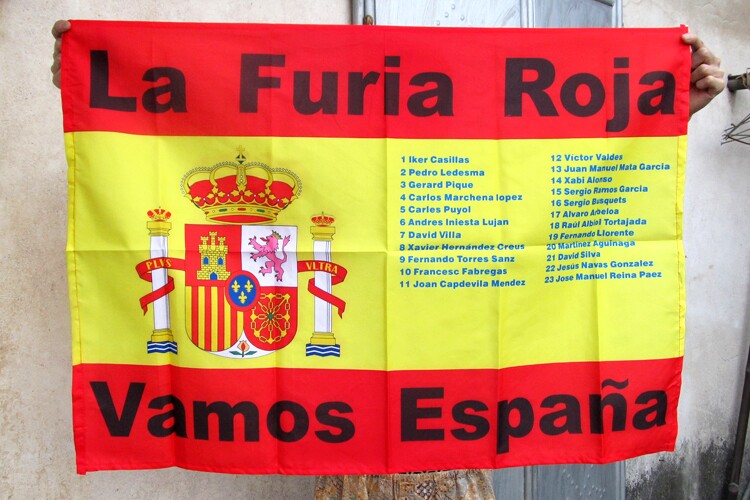 La Furia Roja
1 Iker Casillas
2 Pedro Ledesma
3 Gerard Pique
4 Carlos Marchena lopez
5 Carles Puyol
6 Andres Iniesta Lujan
7 David Villa
8 Xavier Hernández Creus
9 Fernando Torres Sanz
10 Francesc Fabregas
11 Joan Capdevila Mendez
12 Victor Valdes
13 Juan Manuel Mata Garcia
14 Xabi Alonso
15 Sergio Ramos Garcia
16 Sergio Busquets
17 Alvaro Arbeloa
18 Raúl Albiol Tortajada
19 Fernando Llorente
20 Martinez Aguinaga
21 David Silva
22 Jesús Navas Gonzalez
23 Jose Manuel Reina Paez
PLVS
VLTRA
Vamos España